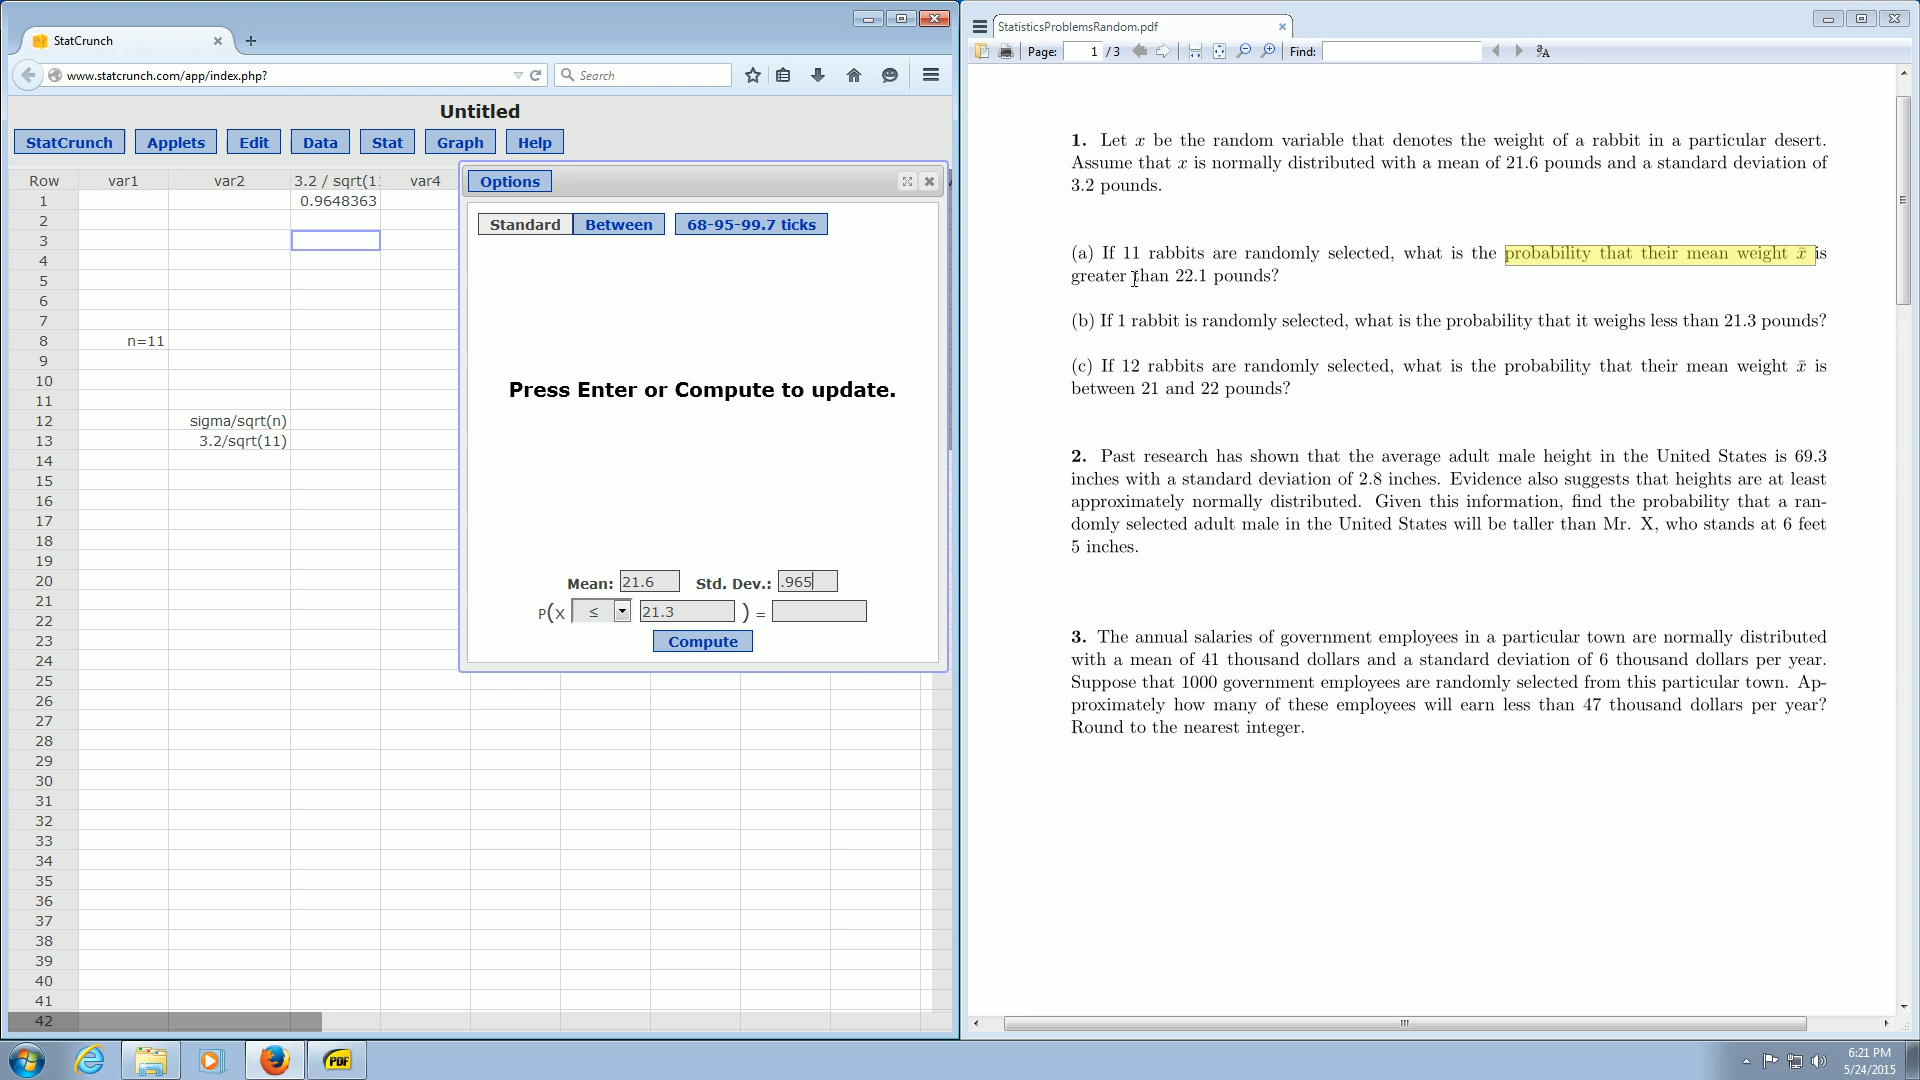 StatCrunch
www.statcrunch.com/app/index.php?
Search
Untitled
StatCrunch Applets Edit Data Stat Graph Help
Row var1 var2 3.2 / sqrt(1 var4
1 0.9648363
2
3
4
5
6
7
8 n=11
9
10
11
12 sigma/sqrt(n)
13 3.2/sqrt(11)
14
15
16
17
18
19
20
21
22
23
24
25
26
27
28
29
30
31
32
33
34
35
36
37
38
39
40
41
42
Options
Standard Between 68-95-99.7 ticks
Press Enter or Compute to update.
Mean: 21.6 Std. Dev.: .965
P(X ≤ 21.3 ) =
Compute
StatisticsProblemsRandom.pdf
Page: 1 / 3 Find:
1. Let x be the random variable that denotes the weight of a rabbit in a particular desert.
Assume that x is normally distributed with a mean of 21.6 pounds and a standard deviation of
3.2 pounds.
(a) If 11 rabbits are randomly selected, what is the probability that their mean weight x̄ is
greater than 22.1 pounds?
(b) If 1 rabbit is randomly selected, what is the probability that it weighs less than 21.3 pounds?
(c) If 12 rabbits are randomly selected, what is the probability that their mean weight x̄ is
between 21 and 22 pounds?
2. Past research has shown that the average adult male height in the United States is 69.3
inches with a standard deviation of 2.8 inches. Evidence also suggests that heights are at least
approximately normally distributed. Given this information, find the probability that a ran-
domly selected adult male in the United States will be taller than Mr. X, who stands at 6 feet
5 inches.
3. The annual salaries of government employees in a particular town are normally distributed
with a mean of 41 thousand dollars and a standard deviation of 6 thousand dollars per year.
Suppose that 1000 government employees are randomly selected from this particular town. Ap-
proximately how many of these employees will earn less than 47 thousand dollars per year?
Round to the nearest integer.
PDF
6:21 PM
5/24/2015